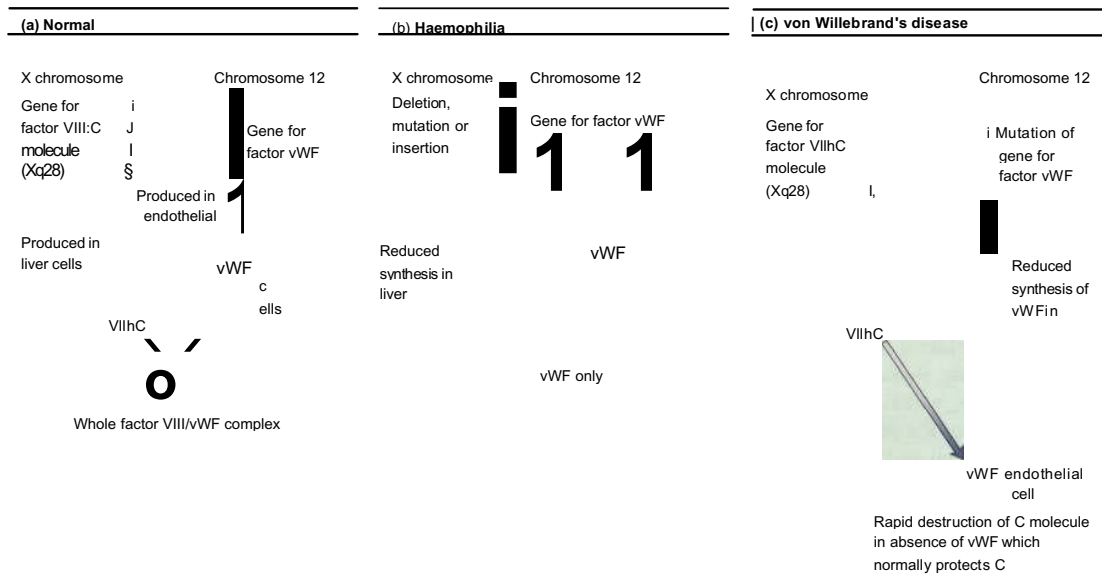 (a) Normal
X chromosome
Chromosome 12
Gene for i
factor VIII:C J
molecule l
(Xq28) §
Gene for
factor vWF
1
Produced in
endothelial
Produced in
liver cells
vWF
c
ells
VIIhC
o
Whole factor VIII/vWF complex
(b) Haemophilia
X chromosome
Chromosome 12
Deletion,
mutation or
insertion
i
Gene for factor vWF
1 1
Reduced
synthesis in
liver
vWF
vWF only
| (c) von Willebrand's disease
Chromosome 12
X chromosome
Gene for
factor VIIhC
molecule
(Xq28) I,
i Mutation of
gene for
factor vWF
Reduced
synthesis of
vWFin
VIIhC
vWF endothelial
cell
Rapid destruction of C molecule
in absence of vWF which
normally protects C